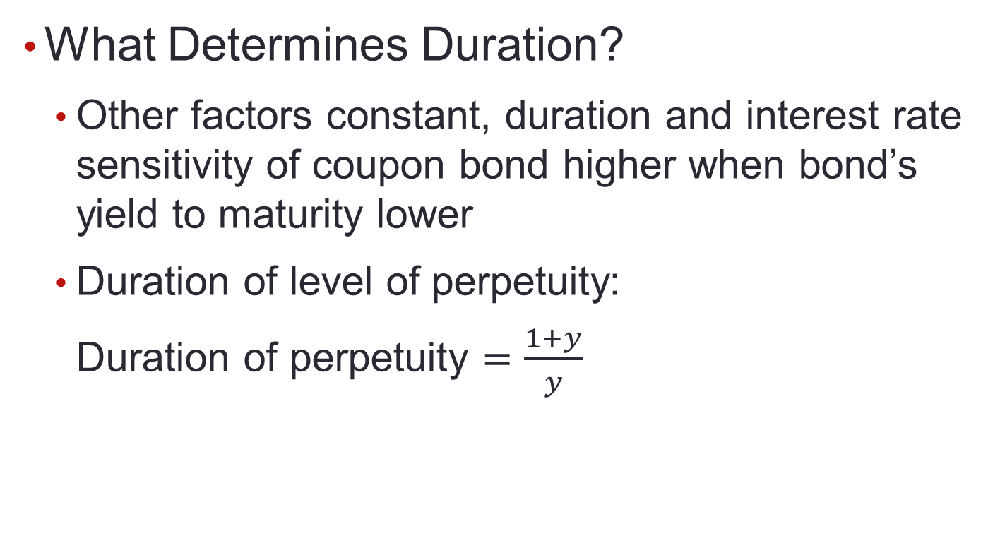 • What Determines Duration?
• Other factors constant, duration and interest rate
sensitivity of coupon bond higher when bond’s
yield to maturity lower
• Duration of level of perpetuity:
Duration of perpetuity = (1+y)/y